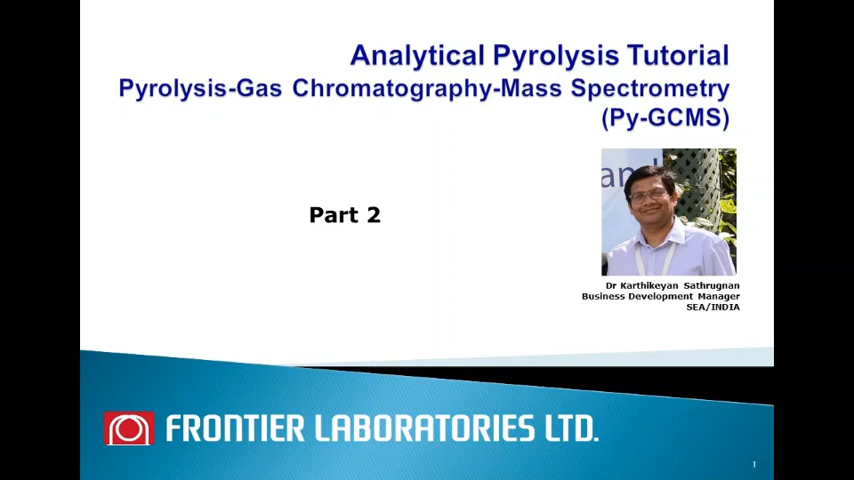 Analytical Pyrolysis Tutorial
Pyrolysis-Gas Chromatography-Mass Spectrometry
(Py-GCMS)
and
Part 2
Dr Karthikeyan Sathrugnan
Business Development Manager
SEA/INDIA
FRONTIER LABORATORIES LTD.
1